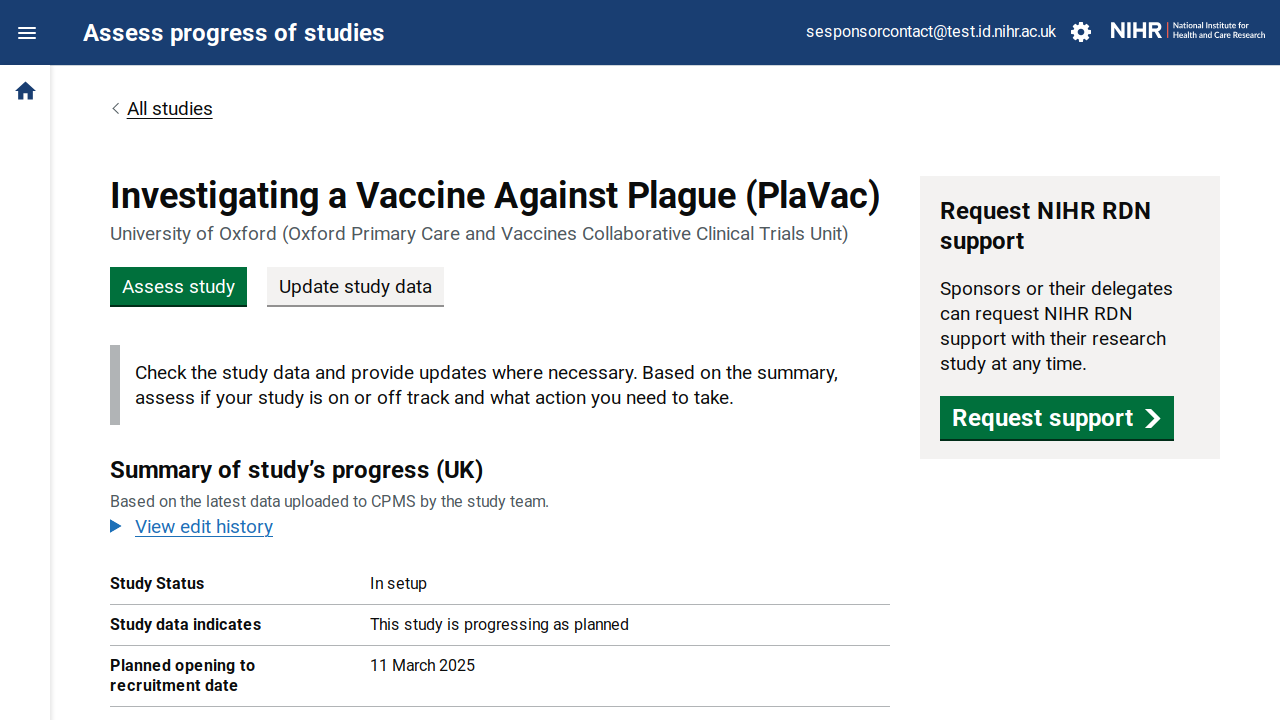 Assess progress of studies
sesponsorcontact@test.id.nihr.ac.uk
NIHR
National Institute for
Health and Care Research
All studies
Investigating a Vaccine Against Plague (PlaVac)
University of Oxford (Oxford Primary Care and Vaccines Collaborative Clinical Trials Unit)
Assess study
Update study data
Check the study data and provide updates where necessary. Based on the summary,
assess if your study is on or off track and what action you need to take.
Summary of study’s progress (UK)
Based on the latest data uploaded to CPMS by the study team.
View edit history
Study Status
In setup
Study data indicates
This study is progressing as planned
Planned opening to
recruitment date
11 March 2025
Request NIHR RDN
support
Sponsors or their delegates
can request NIHR RDN
support with their research
study at any time.
Request support